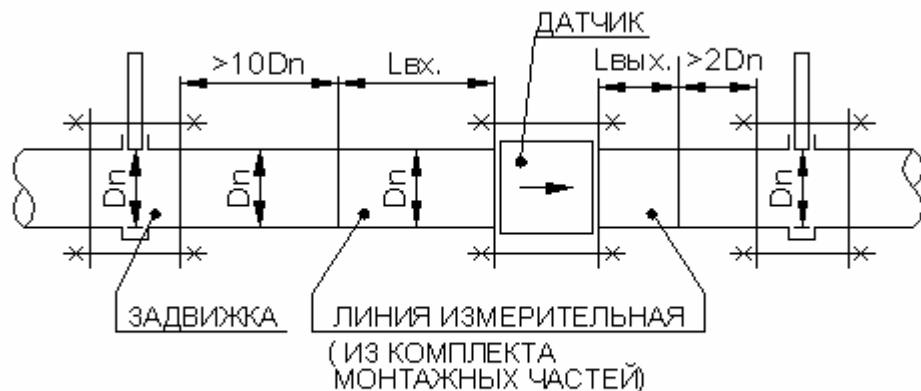 ДАТЧИК
>10Dn Lвх. Lвых. >2Dn
Dn Dn Dn Dn
ЗАДВИЖКА ЛИНИЯ ИЗМЕРИТЕЛЬНАЯ
( ИЗ КОМПЛЕКТА
МОНТАЖНЫХ ЧАСТЕЙ)